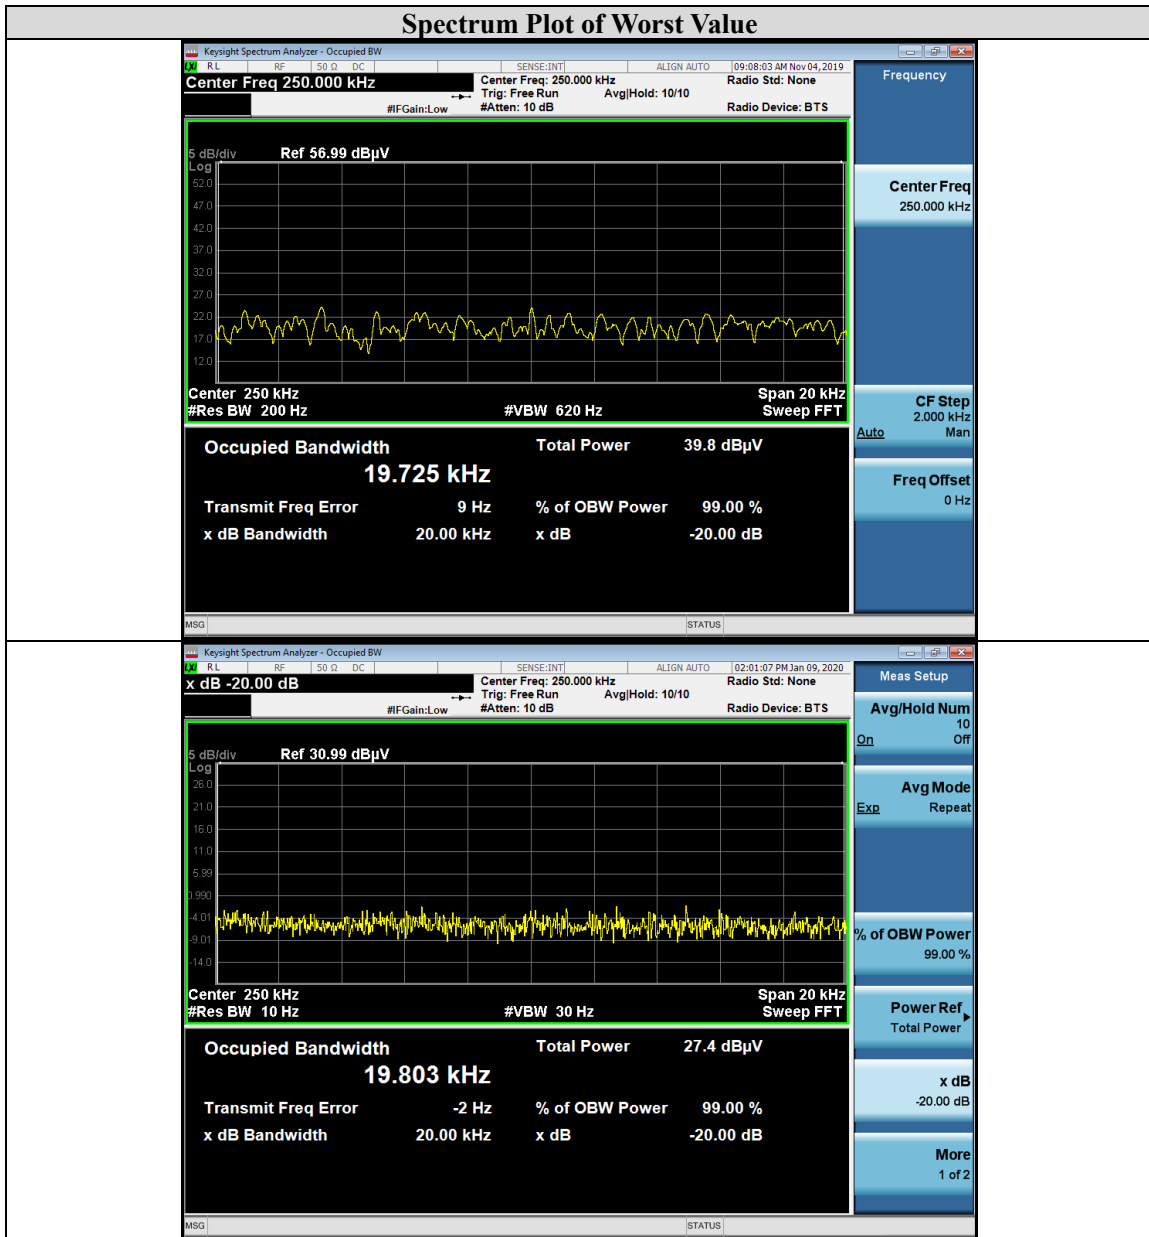 Spectrum Plot of Worst Value
Keysight Spectrum Analyzer - Occupied BW
LXI RL RF 50 Ω DC SENSE:INT ALIGN AUTO 09:08:03 AM Nov 04, 2019
Center Freq 250.000 kHz
Center Freq: 250.000 kHz Radio Std: None
Trig: Free Run Avg|Hold: 10/10
#IFGain:Low #Atten: 10 dB Radio Device: BTS
5 dB/div Ref 56.99 dBµV
Log
52.0
47.0
42.0
37.0
32.0
27.0
22.0
17.0
12.0
Center 250 kHz Span 20 kHz
#Res BW 200 Hz #VBW 620 Hz Sweep FFT
Occupied Bandwidth Total Power 39.8 dBµV
19.725 kHz
Transmit Freq Error 9 Hz % of OBW Power 99.00 %
x dB Bandwidth 20.00 kHz x dB -20.00 dB
MSG STATUS
Frequency
Center Freq
250.000 kHz
CF Step
2.000 kHz
Auto Man
Freq Offset
0 Hz
Keysight Spectrum Analyzer - Occupied BW
LXI RL RF 50 Ω DC SENSE:INT ALIGN AUTO 02:01:07 PM Jan 09, 2020
x dB -20.00 dB
Center Freq: 250.000 kHz Radio Std: None
Trig: Free Run Avg|Hold: 10/10
#IFGain:Low #Atten: 10 dB Radio Device: BTS
5 dB/div Ref 30.99 dBµV
Log
26.0
21.0
16.0
11.0
5.99
0.990
-4.01
-9.01
-14.0
Center 250 kHz Span 20 kHz
#Res BW 10 Hz #VBW 30 Hz Sweep FFT
Occupied Bandwidth Total Power 27.4 dBµV
19.803 kHz
Transmit Freq Error -2 Hz % of OBW Power 99.00 %
x dB Bandwidth 20.00 kHz x dB -20.00 dB
MSG STATUS
Meas Setup
Avg/Hold Num
10
On Off
Avg Mode
Exp Repeat
% of OBW Power
99.00 %
Power Ref
Total Power
x dB
-20.00 dB
More
1 of 2